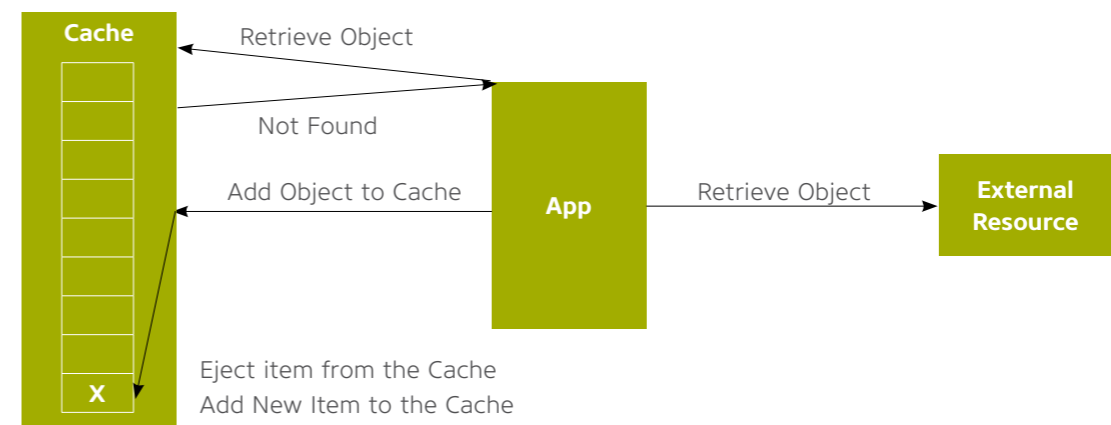 Cache
Retrieve Object
Not Found
Add Object to Cache
App
Retrieve Object
External
Resource
Eject item from the Cache
Add New Item to the Cache
X